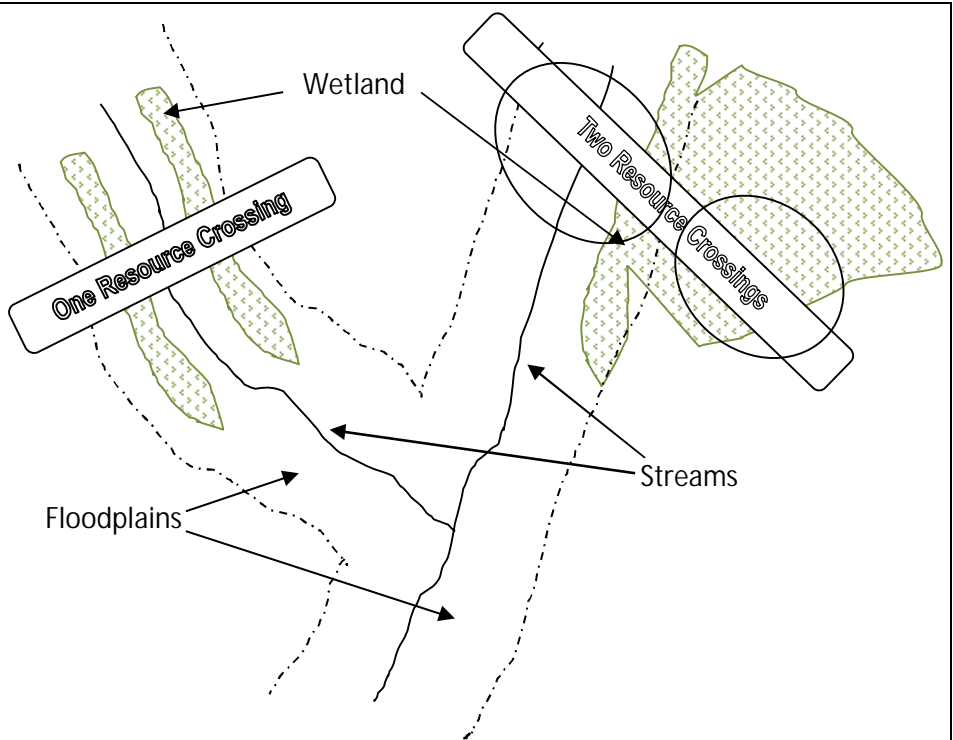 Wetland
Two Resource Crossings
One Resource Crossing
Streams
Floodplains